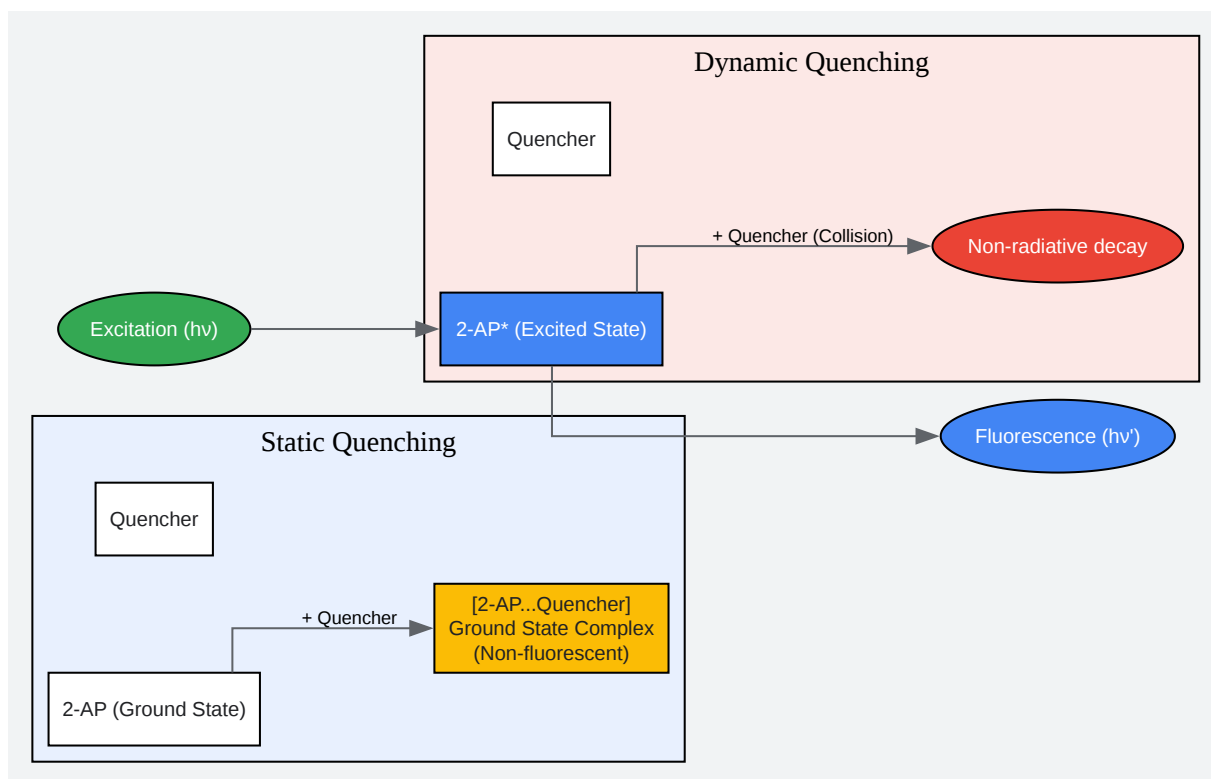 Dynamic Quenching
Quencher
+ Quencher (Collision)
Non-radiative decay
Excitation (hν)
2-AP* (Excited State)
Fluorescence (hν')
Static Quenching
Quencher
+ Quencher
[2-AP...Quencher]
Ground State Complex
(Non-fluorescent)
2-AP (Ground State)